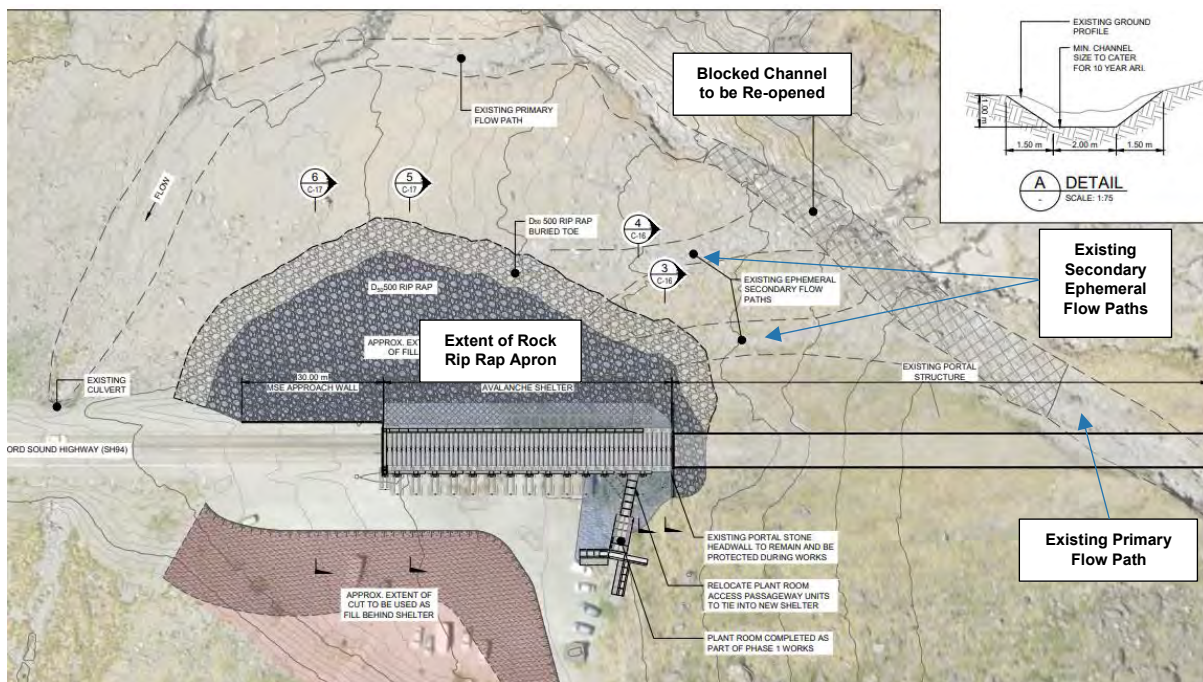 EXISTING GROUND
PROFILE
MIN. CHANNEL
SIZE TO CATER
FOR 10 YEAR ARI.
1.00 m
1.50 m
2.00 m
1.50 m
A
-
DETAIL
SCALE: 1:75
Blocked Channel
to be Re-opened
EXISTING PRIMARY
FLOW PATH
FLOW
6
C-17
5
C-17
4
C-16
3
C-16
D50 500 RIP RAP
BURIED TOE
EXISTING EPHEMERAL
SECONDARY FLOW
PATHS
Existing
Secondary
Ephemeral
Flow Paths
D50 500 RIP RAP
APPROX. EXT
OF FILL
Extent of Rock
Rip Rap Apron
EXISTING PORTAL
STRUCTURE
30.00 m
MSE APPROACH WALL
AVALANCHE SHELTER
EXISTING
CULVERT
ORD SOUND HIGHWAY (SH94)
Existing Primary
Flow Path
EXISTING PORTAL STONE
HEADWALL TO REMAIN AND BE
PROTECTED DURING WORKS
RELOCATE PLANT ROOM
ACCESS PASSAGEWAY UNITS
TO TIE INTO NEW SHELTER
PLANT ROOM COMPLETED AS
PART OF PHASE 1 WORKS
APPROX. EXTENT OF
CUT TO BE USED AS
FILL BEHIND SHELTER